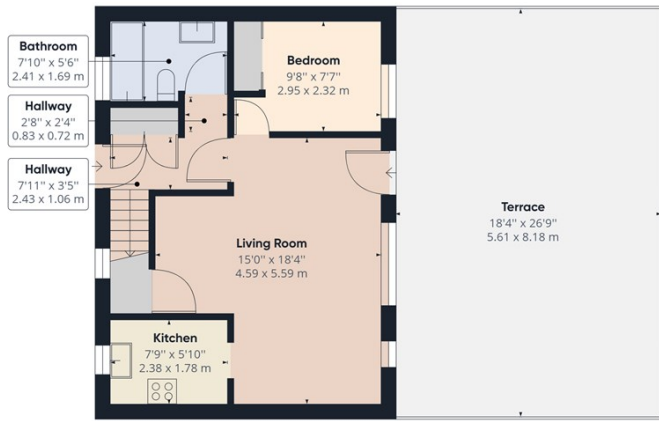 Bathroom
7'10" x 5'6"
2.41 x 1.69 m
Hallway
2'8" x 2'4"
0.83 x 0.72 m
Hallway
7'11" x 3'5"
2.43 x 1.06 m
Bedroom
9'8" x 7'7"
2.95 x 2.32 m
Living Room
15'0" x 18'4"
4.59 x 5.59 m
Kitchen
7'9" x 5'10"
2.38 x 1.78 m
Terrace
18'4" x 26'9"
5.61 x 8.18 m